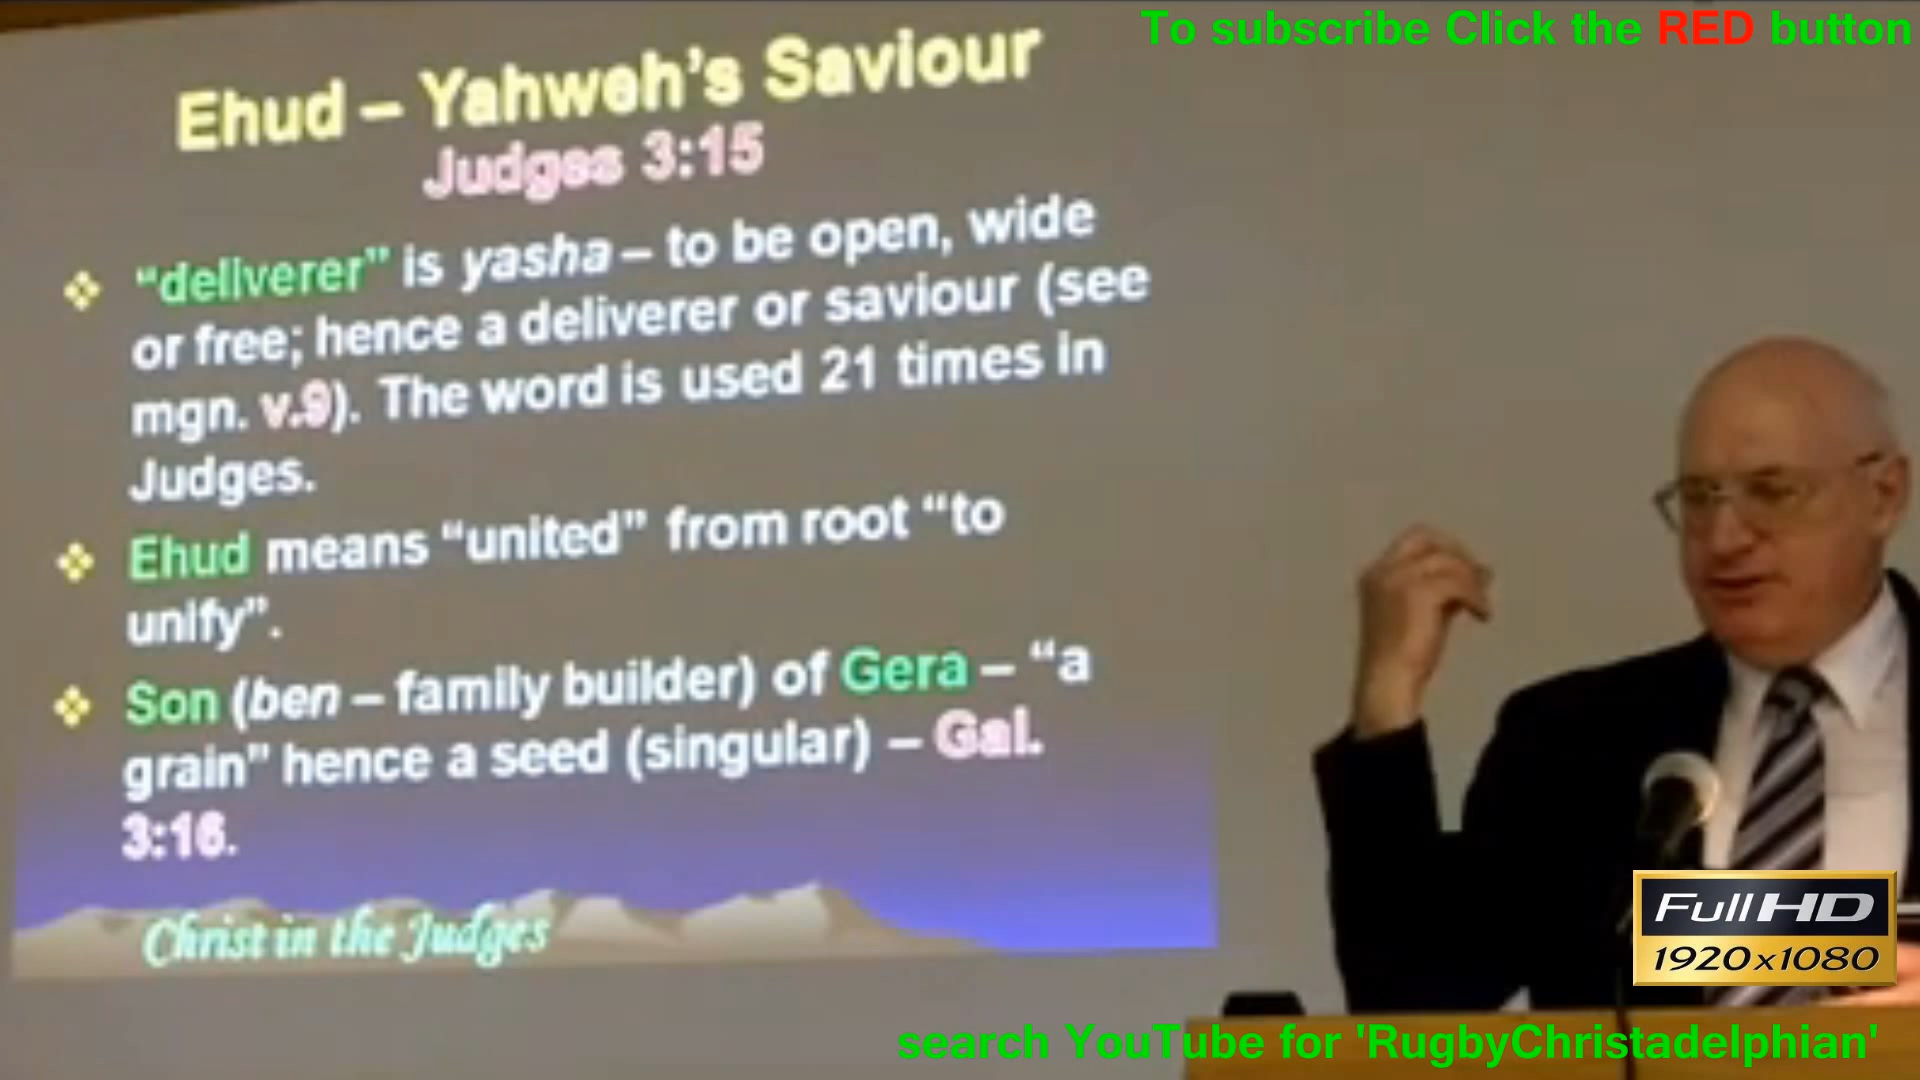 To subscribe Click the RED button
Ehud – Yahweh's Saviour
Judges 3:15
❖ “deliverer” is yasha – to be open, wide
or free; hence a deliverer or saviour (see
mgn. v.9). The word is used 21 times in
Judges.
❖ Ehud means “united” from root “to
unify”.
❖ Son (ben – family builder) of Gera – “a
grain” hence a seed (singular) – Gal.
3:16.
Christ in the Judges
Full HD
1920x1080
search YouTube for 'RugbyChristadelphian'